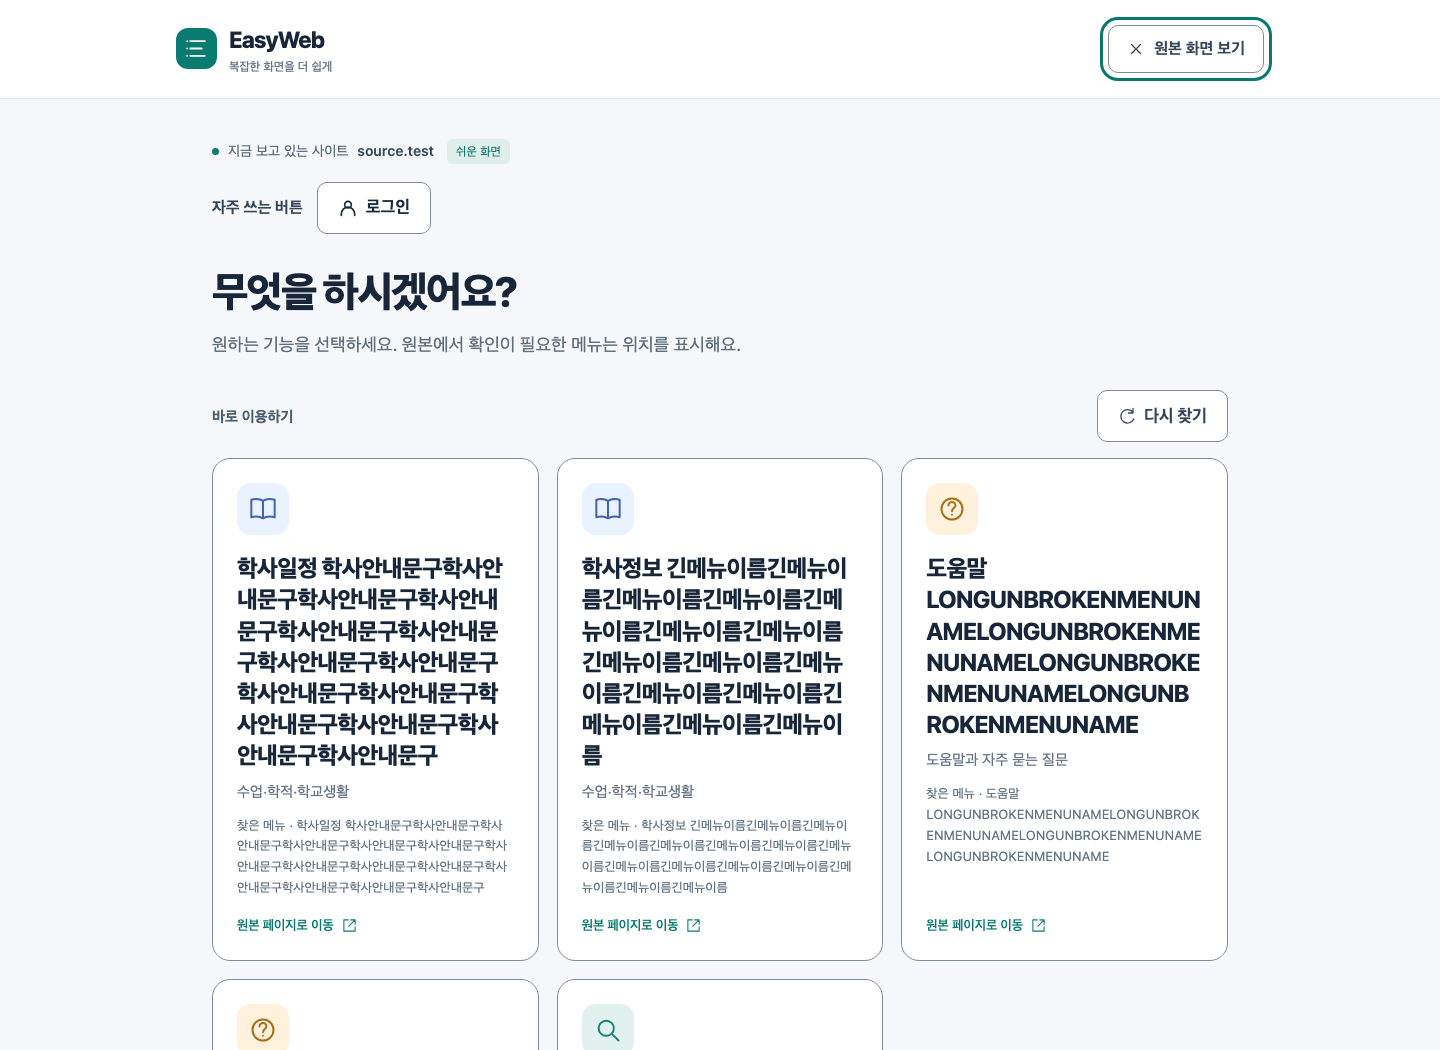 EasyWeb
복잡한 화면을 더 쉽게
원본 화면 보기
지금 보고 있는 사이트 source.test 쉬운 화면
자주 쓰는 버튼 로그인
무엇을 하시겠어요?
원하는 기능을 선택하세요. 원본에서 확인이 필요한 메뉴는 위치를 표시해요.
바로 이용하기
다시 찾기
학사일정 학사안내문구학사안
내문구학사안내문구학사안내
문구학사안내문구학사안내문
구학사안내문구학사안내문구
학사안내문구학사안내문구학
사안내문구학사안내문구학사
안내문구학사안내문구
수업·학적·학교생활
찾은 메뉴 · 학사일정 학사안내문구학사안내문구학사
안내문구학사안내문구학사안내문구학사안내문구학사
안내문구학사안내문구학사안내문구학사안내문구학사
안내문구학사안내문구학사안내문구학사안내문구
원본 페이지로 이동
학사정보 긴메뉴이름긴메뉴이
름긴메뉴이름긴메뉴이름긴메
뉴이름긴메뉴이름긴메뉴이름
긴메뉴이름긴메뉴이름긴메뉴
이름긴메뉴이름긴메뉴이름긴
메뉴이름긴메뉴이름긴메뉴이
름
수업·학적·학교생활
찾은 메뉴 · 학사정보 긴메뉴이름긴메뉴이름긴메뉴이
름긴메뉴이름긴메뉴이름긴메뉴이름긴메뉴이름긴메뉴
이름긴메뉴이름긴메뉴이름긴메뉴이름긴메뉴이름긴메
뉴이름긴메뉴이름긴메뉴이름
원본 페이지로 이동
도움말
LONGUNBROKENMENUN
AMELONGUNBROKENME
NUNAMELONGUNBROKE
NMENUNAMELONGUNB
ROKENMENUNAME
도움말과 자주 묻는 질문
찾은 메뉴 · 도움말
LONGUNBROKENMENUNAMELONGUNBROK
ENMENUNAMELONGUNBROKENMENUNAME
LONGUNBROKENMENUNAME
원본 페이지로 이동